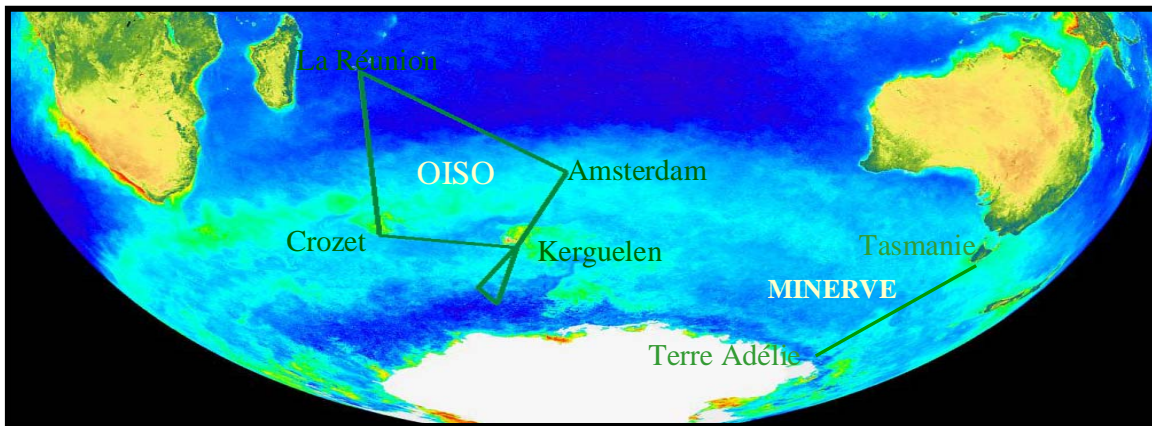 La Réunion
OISO
Amsterdam
Crozet
Kerguelen
Tasmanie
MINERVE
Terre Adélie